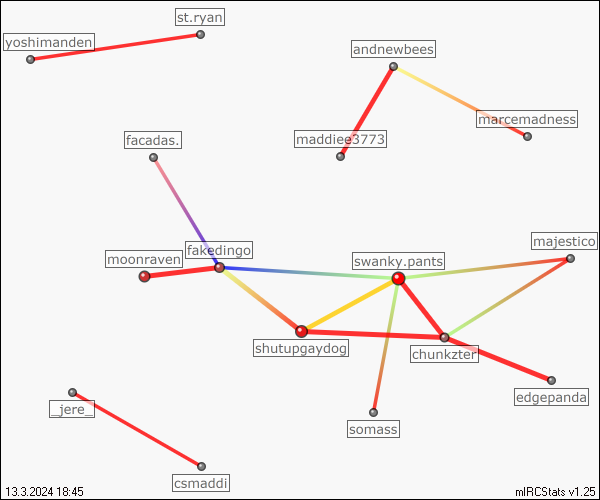 st.ryan
yoshimanden
andnewbees
marcemadness
facadas.
maddiee3773
majestico
fakedingo
moonraven
swanky.pants
shutupgaydog
chunkzter
edgepanda
_jere_
somass
csmaddi
13.3.2024 18:45
mIRCStats v1.25